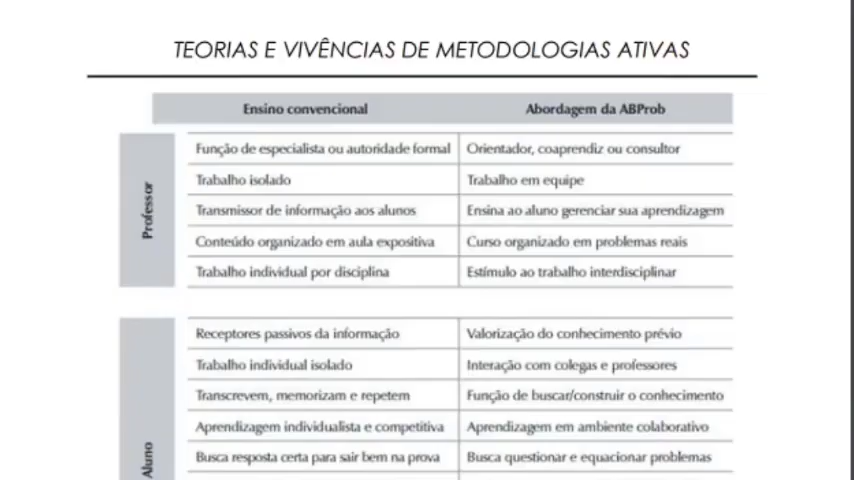 TEORIAS E VIVÊNCIAS DE METODOLOGIAS ATIVAS
Ensino convencional Abordagem da ABProb
Professor
Função de especialista ou autoridade formal Orientador, coaprendiz ou consultor
Trabalho isolado Trabalho em equipe
Transmissor de informação aos alunos Ensina ao aluno gerenciar sua aprendizagem
Conteúdo organizado em aula expositiva Curso organizado em problemas reais
Trabalho individual por disciplina Estímulo ao trabalho interdisciplinar
Aluno
Receptores passivos da informação Valorização do conhecimento prévio
Trabalho individual isolado Interação com colegas e professores
Transcrevem, memorizam e repetem Função de buscar/construir o conhecimento
Aprendizagem individualista e competitiva Aprendizagem em ambiente colaborativo
Busca resposta certa para sair bem na prova Busca questionar e equacionar problemas